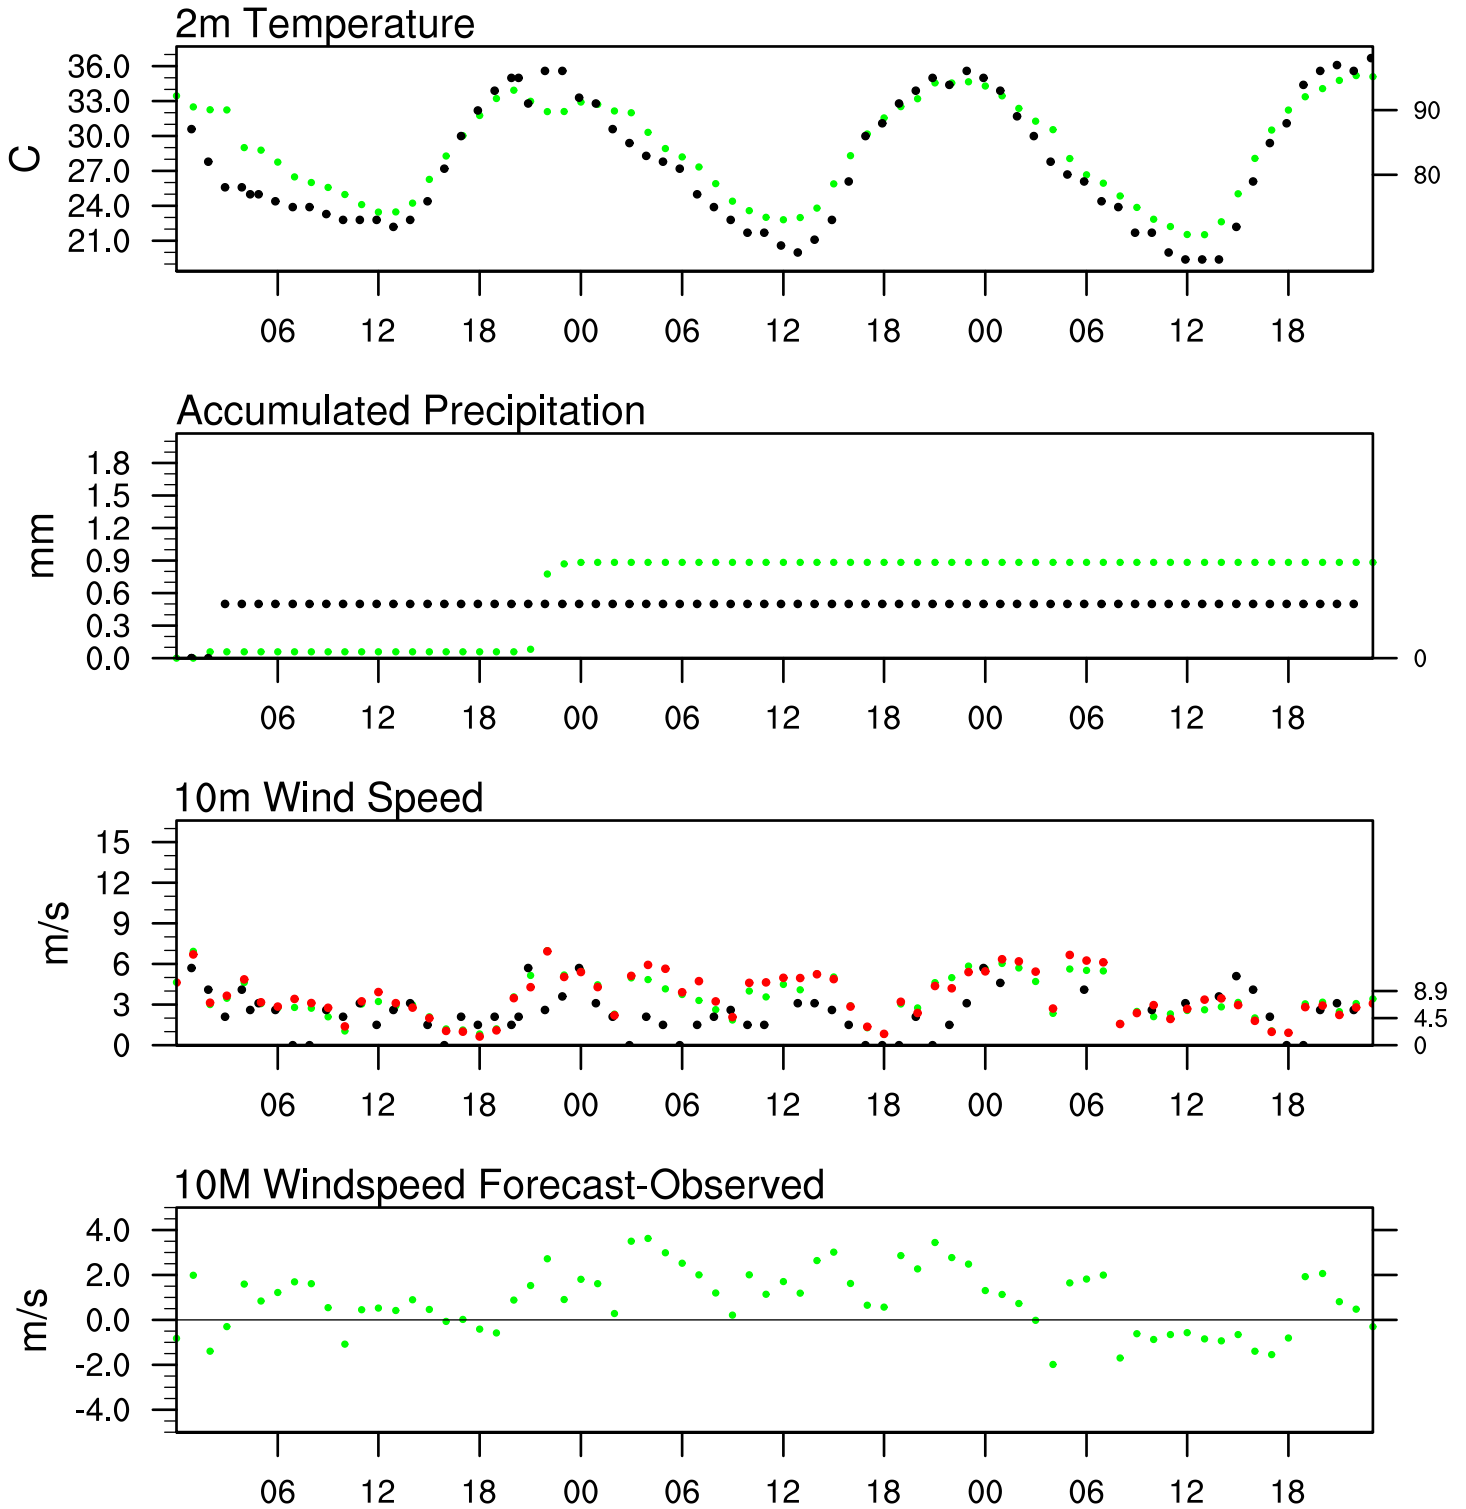 2m Temperature
36.0
33.0
90
30.0
C
27.0
80
24.0
21.0
06 12 18 00 06 12 18 00 06 12 18
Accumulated Precipitation
1.8
1.5
1.2
mm
0.9
0.6
0.3
0.0 0
06 12 18 00 06 12 18 00 06 12 18
10m Wind Speed
15
12
m/s
9
6
8.9
3
4.5
0 0
06 12 18 00 06 12 18 00 06 12 18
10M Windspeed Forecast-Observed
4.0
2.0
m/s
0.0
-2.0
-4.0
06 12 18 00 06 12 18 00 06 12 18